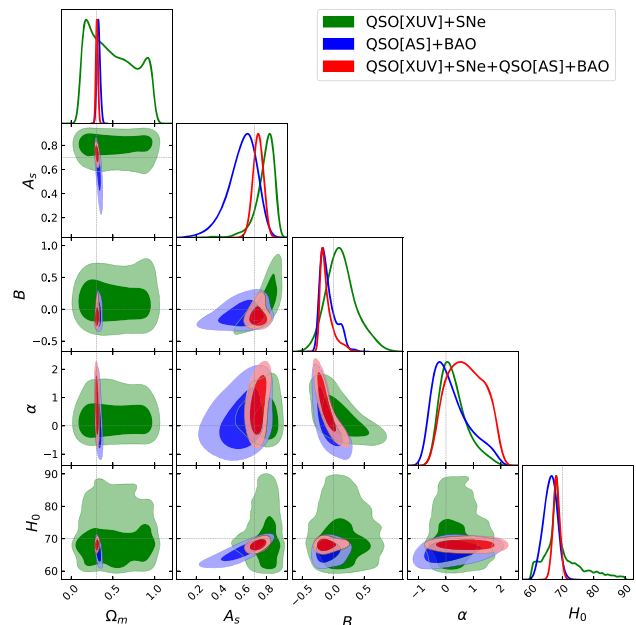 QSO[XUV]+SNe
QSO[AS]+BAO
QSO[XUV]+SNe+QSO[AS]+BAO
0.8
0.6
0.4
0.2
A_s
1.0
0.5
0.0
−0.5
B
2
1
0
−1
α
90
80
70
60
H_0
0.0 0.5 1.0
0.2 0.4 0.6 0.8
−0.5 0.0 0.5
0 1 2
60 70 80 90
Ω_m A_s B α H_0